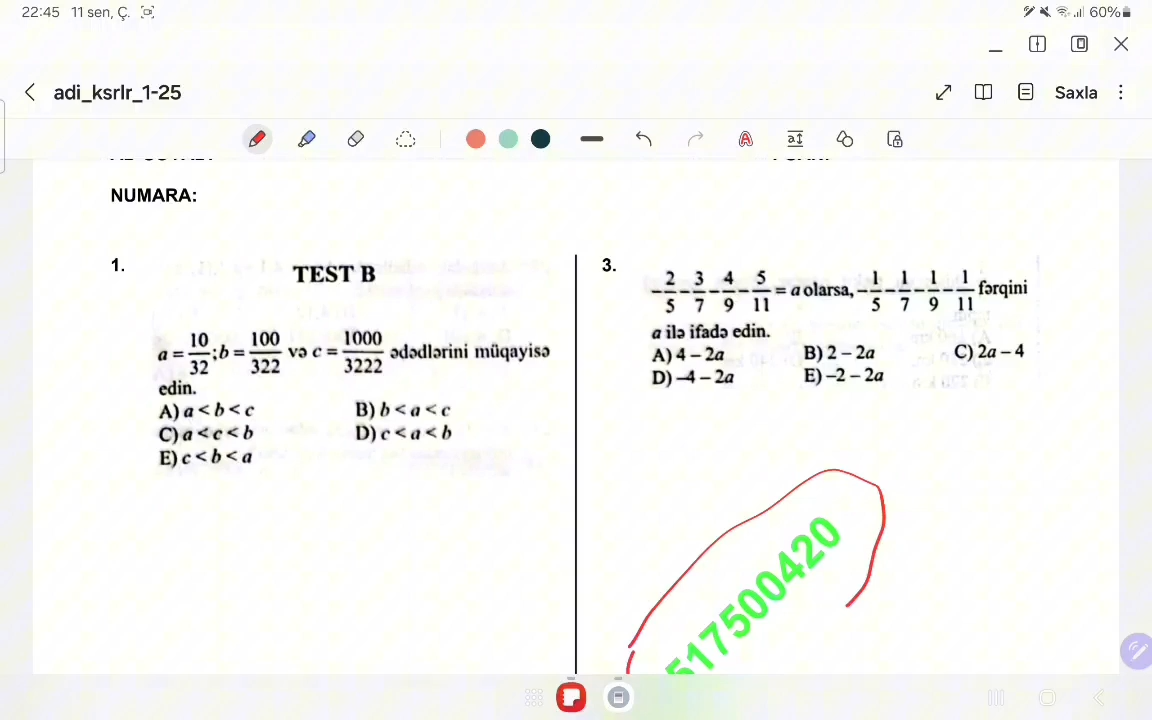 22:45 11 sen, Ç. 60%
adi_ksrlr_1-25
Saxla
NUMARA:
1.
TEST B
a = 10/32; b = 100/322 və c = 1000/3222 ədədlərini müqayisə
edin.
A) a < b < c B) b < a < c
C) a < c < b D) c < a < b
E) c < b < a
3.
-2/5 - 3/7 - 4/9 - 5/11 = a olarsa, -1/5 - 1/7 - 1/9 - 1/11 fərqini
a ilə ifadə edin.
A) 4 – 2a B) 2 – 2a C) 2a – 4
D) –4 – 2a E) –2 – 2a
517500420